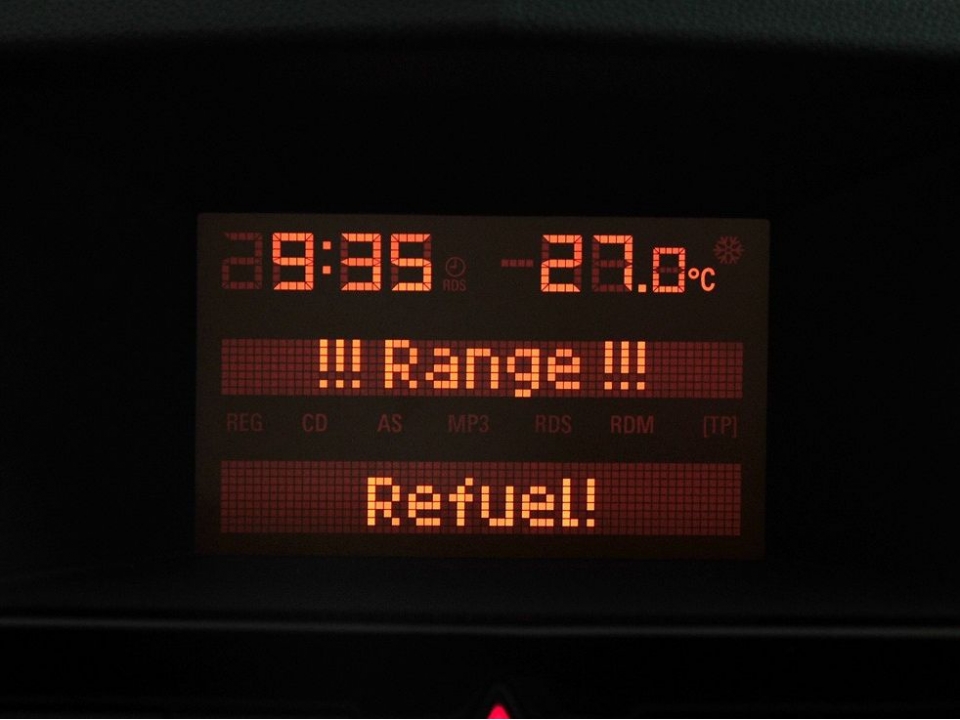 9:35 RDS 27.0°C
!!! Range !!!
REG CD AS MP3 RDS RDM [TP]
Refuel!